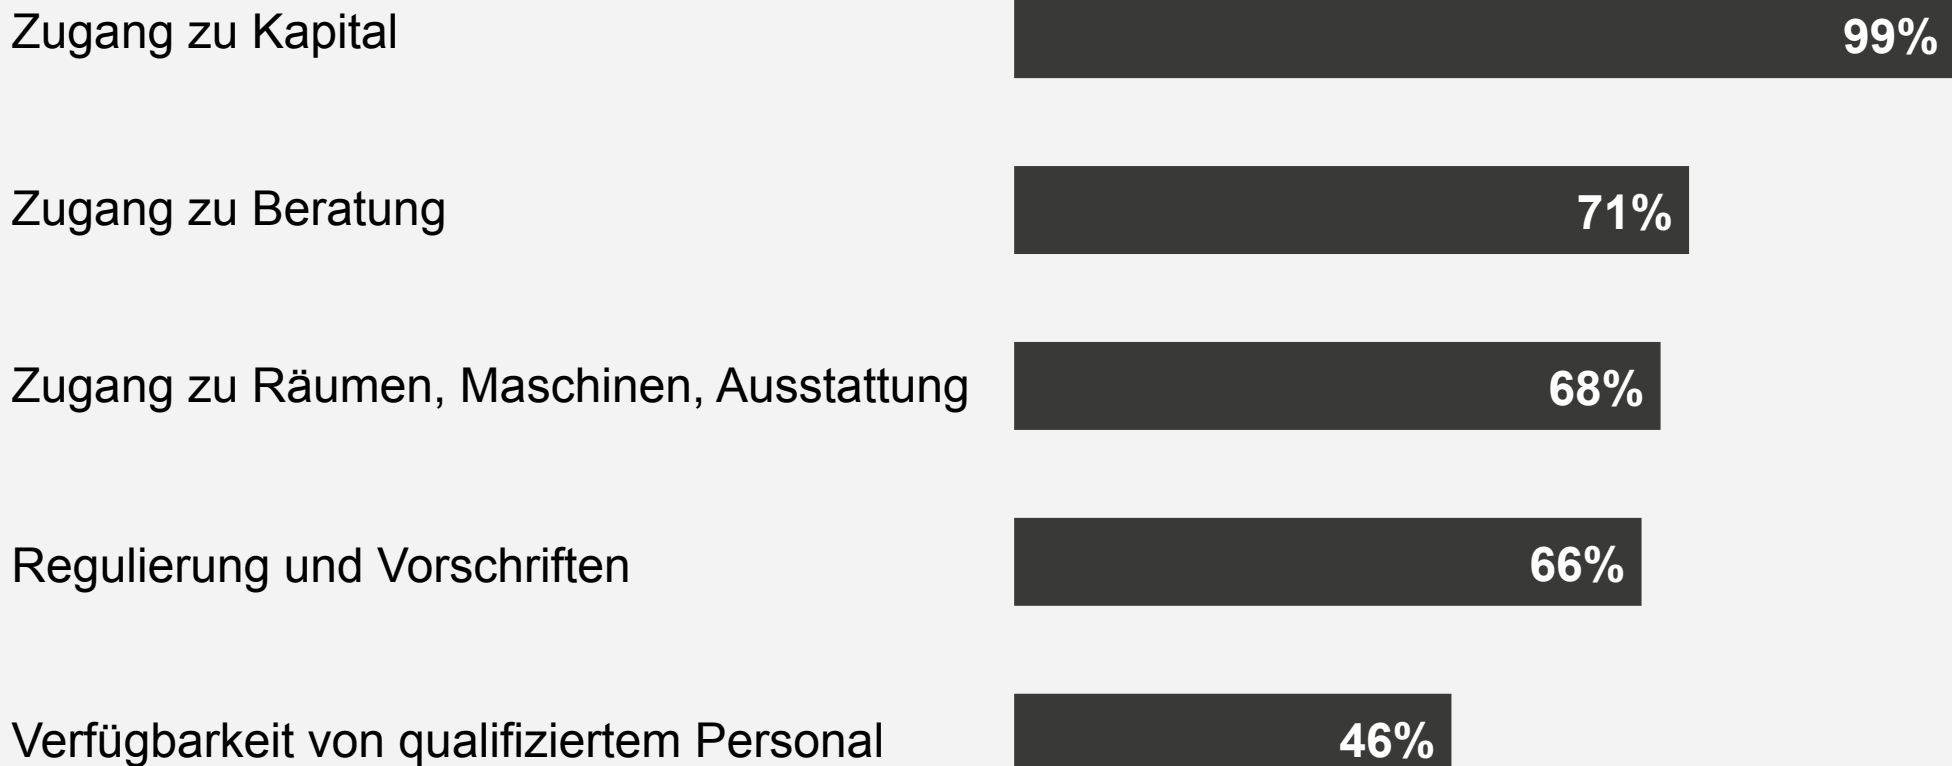 Zugang zu Kapital 99%
Zugang zu Beratung 71%
Zugang zu Räumen, Maschinen, Ausstattung 68%
Regulierung und Vorschriften 66%
Verfügbarkeit von qualifiziertem Personal 46%